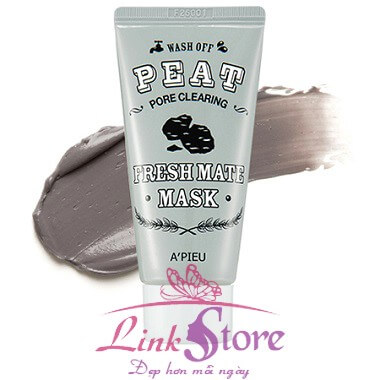 WASH OFF
PEAT
PORE CLEARING
FRESH MATE
MASK
A'PIEU
Link Store
Đẹp hơn mỗi ngày